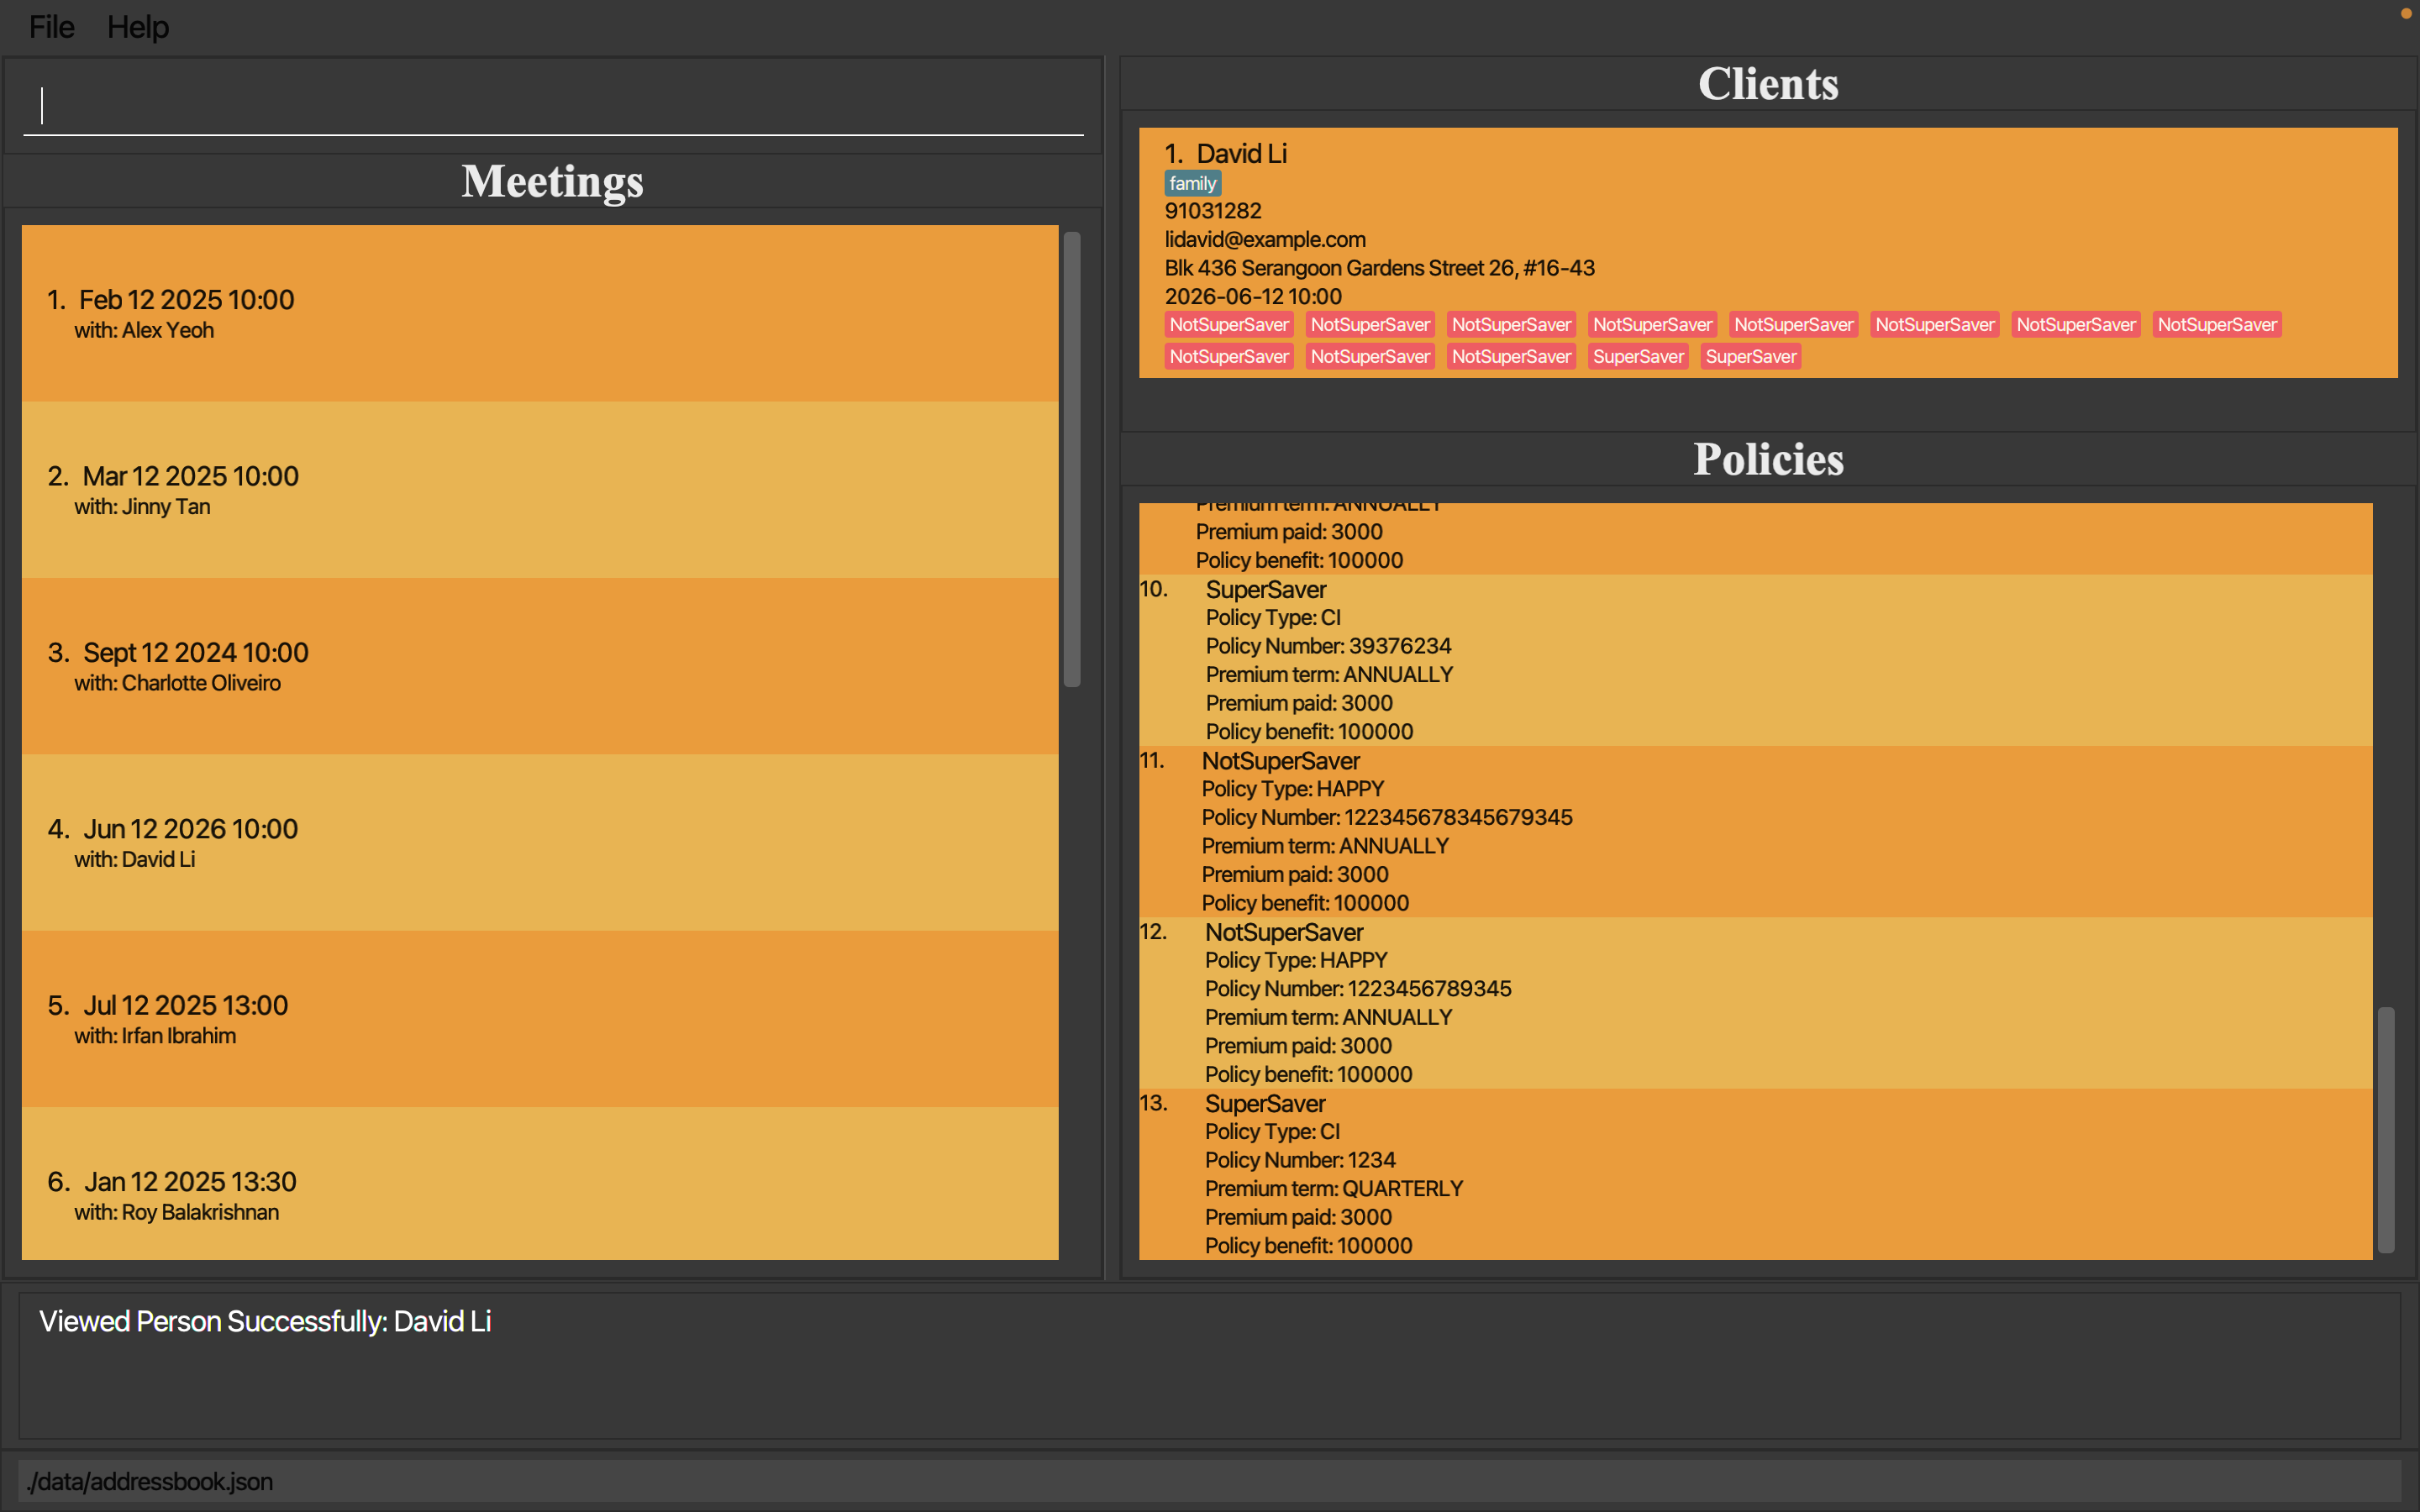 File Help
Meetings
1. Feb 12 2025 10:00
with: Alex Yeoh
2. Mar 12 2025 10:00
with: Jinny Tan
3. Sept 12 2024 10:00
with: Charlotte Oliveiro
4. Jun 12 2026 10:00
with: David Li
5. Jul 12 2025 13:00
with: Irfan Ibrahim
6. Jan 12 2025 13:30
with: Roy Balakrishnan
Clients
1. David Li
family
91031282
lidavid@example.com
Blk 436 Serangoon Gardens Street 26, #16-43
2026-06-12 10:00
NotSuperSaver NotSuperSaver NotSuperSaver NotSuperSaver NotSuperSaver NotSuperSaver NotSuperSaver NotSuperSaver
NotSuperSaver NotSuperSaver NotSuperSaver SuperSaver SuperSaver
Policies
Premium term: ANNUALLY
Premium paid: 3000
Policy benefit: 100000
10. SuperSaver
Policy Type: CI
Policy Number: 39376234
Premium term: ANNUALLY
Premium paid: 3000
Policy benefit: 100000
11. NotSuperSaver
Policy Type: HAPPY
Policy Number: 122345678345679345
Premium term: ANNUALLY
Premium paid: 3000
Policy benefit: 100000
12. NotSuperSaver
Policy Type: HAPPY
Policy Number: 1223456789345
Premium term: ANNUALLY
Premium paid: 3000
Policy benefit: 100000
13. SuperSaver
Policy Type: CI
Policy Number: 1234
Premium term: QUARTERLY
Premium paid: 3000
Policy benefit: 100000
Viewed Person Successfully: David Li
./data/addressbook.json